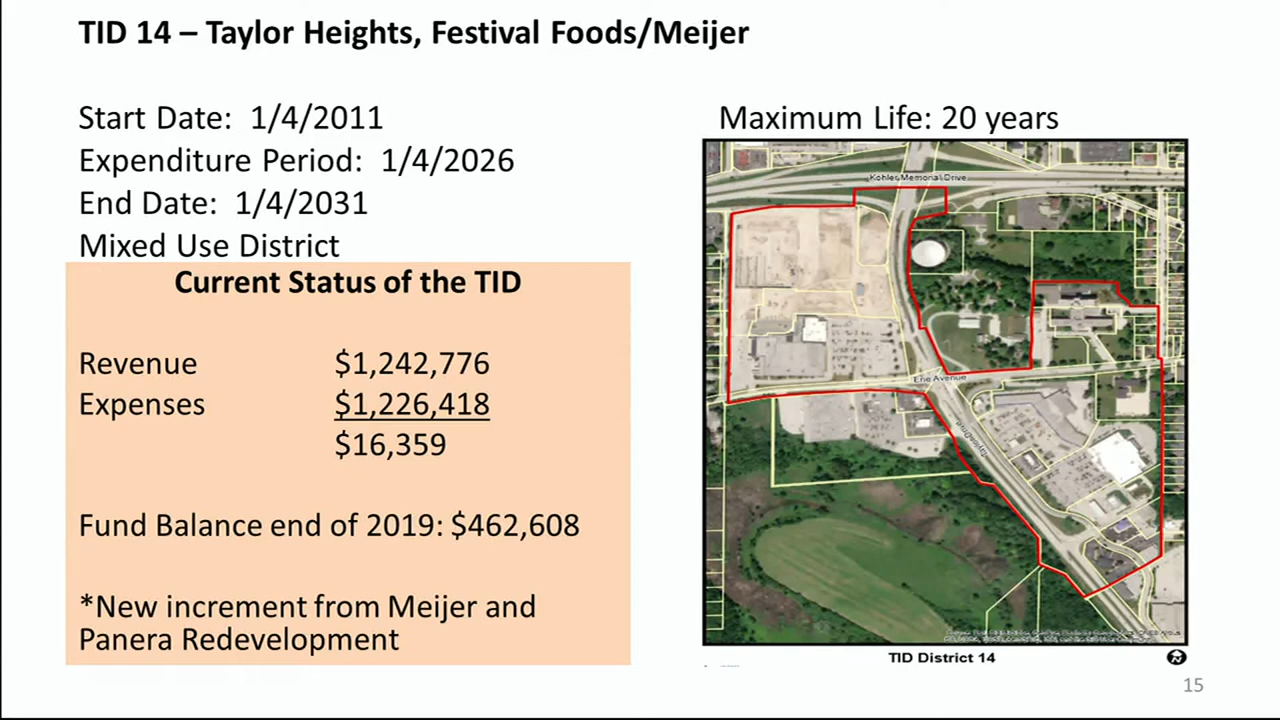 TID 14 – Taylor Heights, Festival Foods/Meijer
Start Date: 1/4/2011
Expenditure Period: 1/4/2026
End Date: 1/4/2031
Mixed Use District
Maximum Life: 20 years
Current Status of the TID
Revenue $1,242,776
Expenses $1,226,418
$16,359
Fund Balance end of 2019: $462,608
*New increment from Meijer and
Panera Redevelopment
Kohler Memorial Drive
Erie Avenue
TID District 14
15